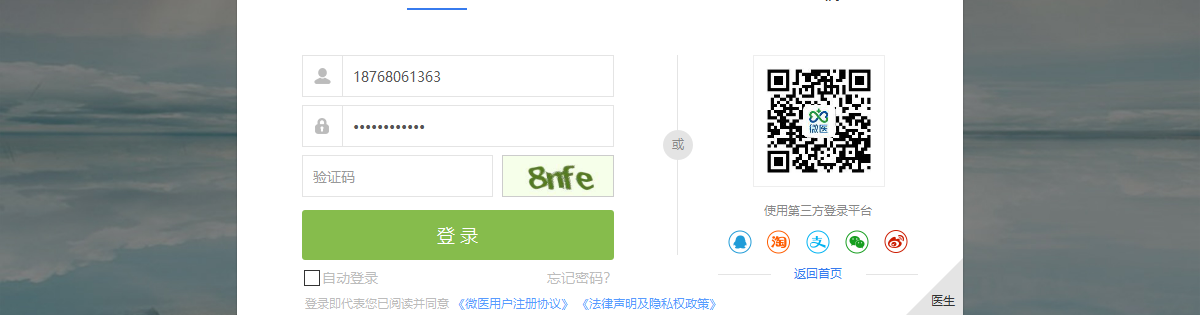 18768061363
••••••••••••
验证码
8nfe
登录
自动登录
忘记密码?
登录即代表您已阅读并同意 《微医用户注册协议》 《法律声明及隐私权政策》
或
微医
使用第三方登录平台
淘
支
返回首页
医生